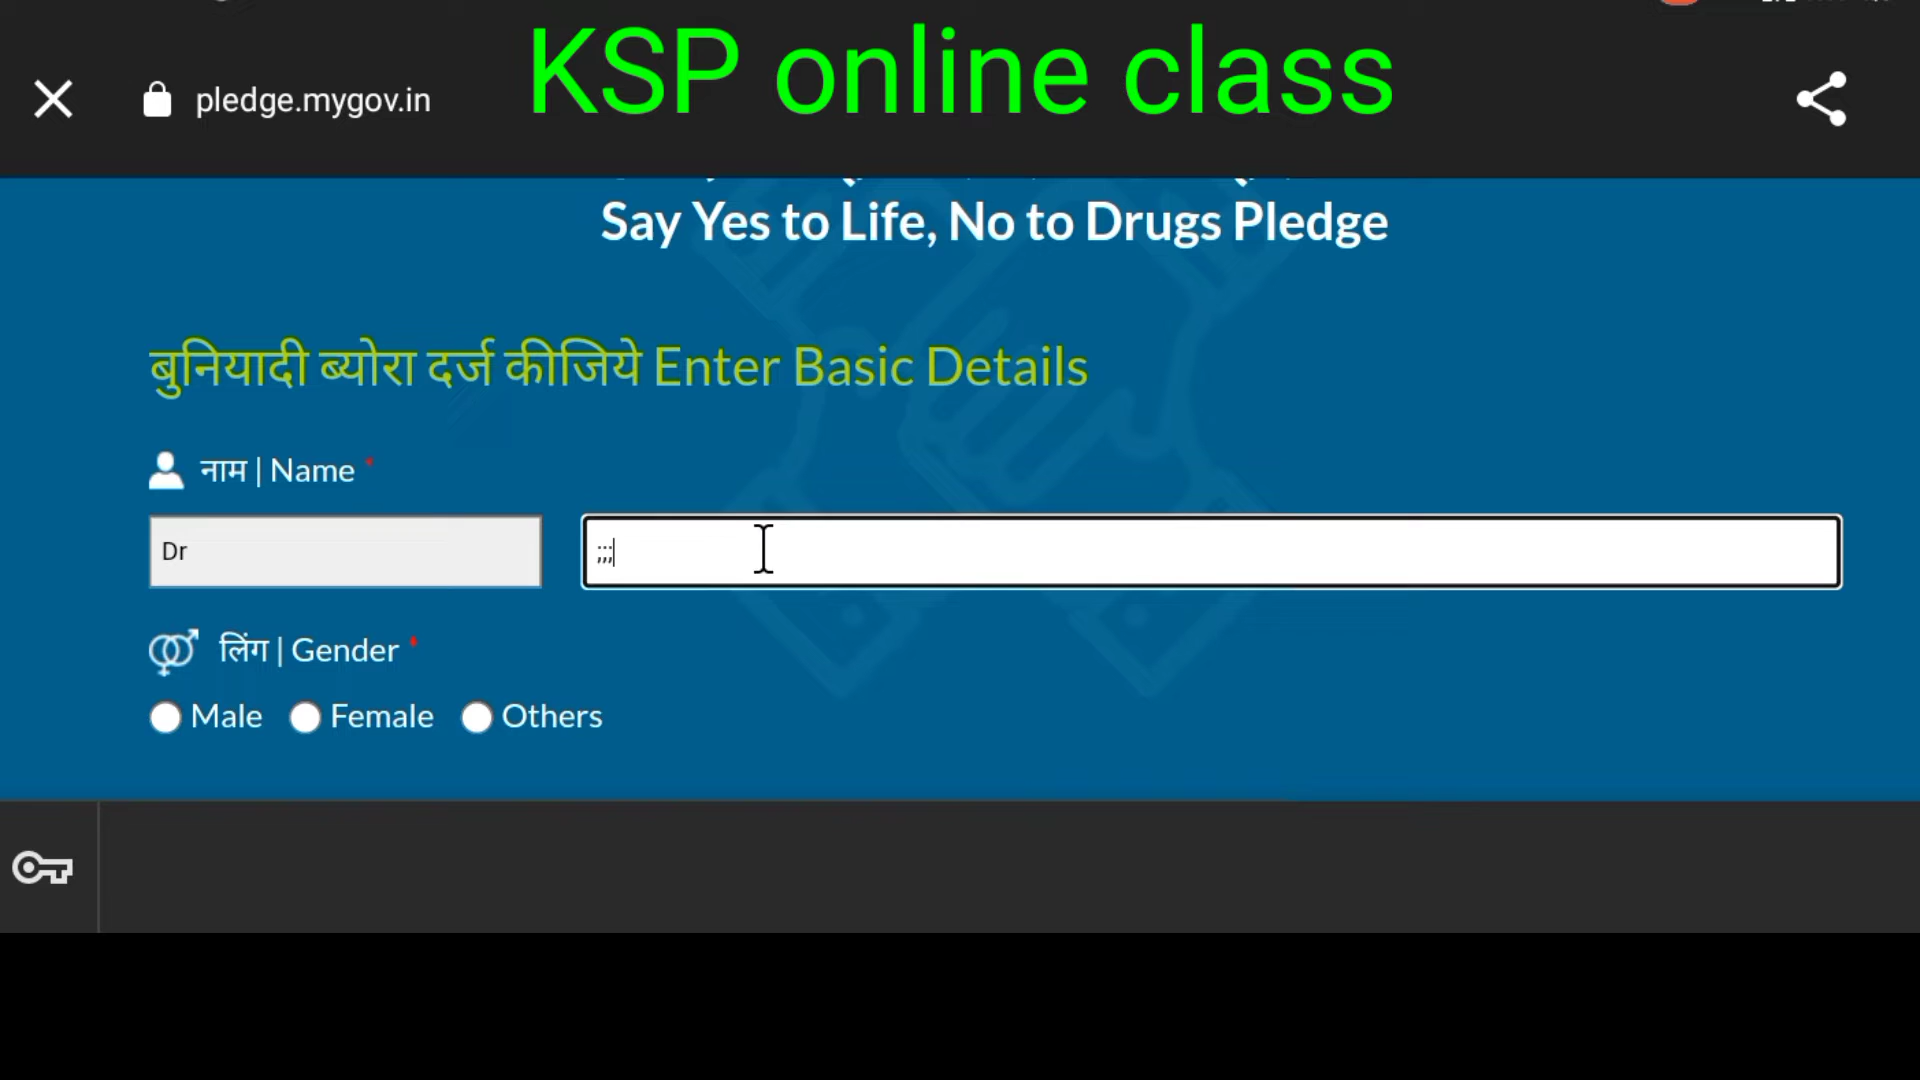 KSP online class
pledge.mygov.in
Say Yes to Life, No to Drugs Pledge
बुनियादी ब्योरा दर्ज कीजिये Enter Basic Details
नाम | Name *
Dr
;;;
लिंग | Gender *
Male Female Others